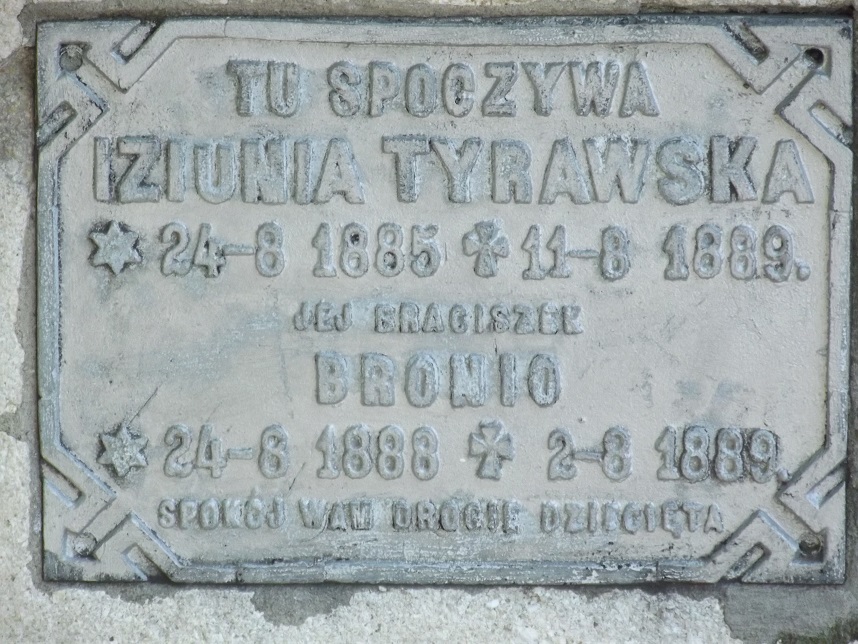 TU SPOCZYWA
IZIUNIA TYRAWSKA
24–8 1885 11–8 1889.
JEJ BRACISZEK
BRONIO
24–8 1888 2–8 1889.
SPOKÓJ WAM DROGIE DZIECIĘTA